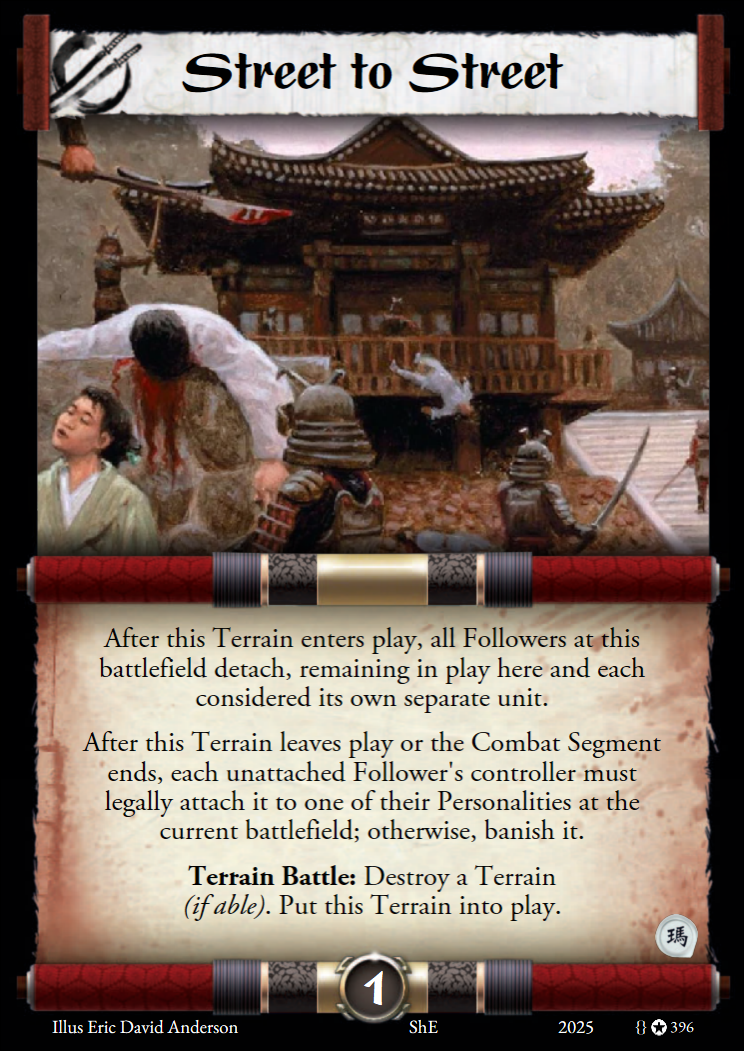 Street to Street
After this Terrain enters play, all Followers at this
battlefield detach, remaining in play here and each
considered its own separate unit.
After this Terrain leaves play or the Combat Segment
ends, each unattached Follower's controller must
legally attach it to one of their Personalities at the
current battlefield; otherwise, banish it.
Terrain Battle: Destroy a Terrain
(if able). Put this Terrain into play.
瑪
1
Illus Eric David Anderson ShE 2025 {} 396